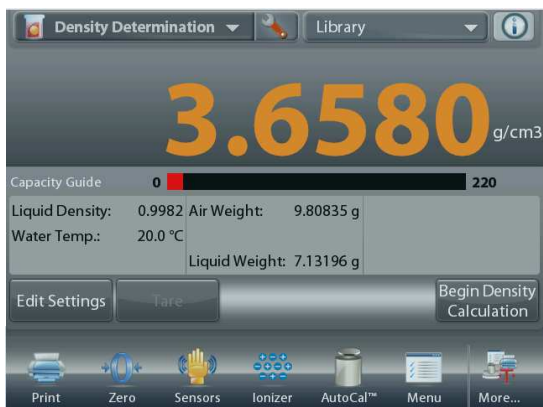 Density Determination Library
3.6580 g/cm3
Capacity Guide 0 220
Liquid Density: 0.9982 Air Weight: 9.80835 g
Water Temp.: 20.0 °C
Liquid Weight: 7.13196 g
Edit Settings Tare Begin Density
Calculation
Print Zero Sensors Ionizer AutoCal™ Menu More...